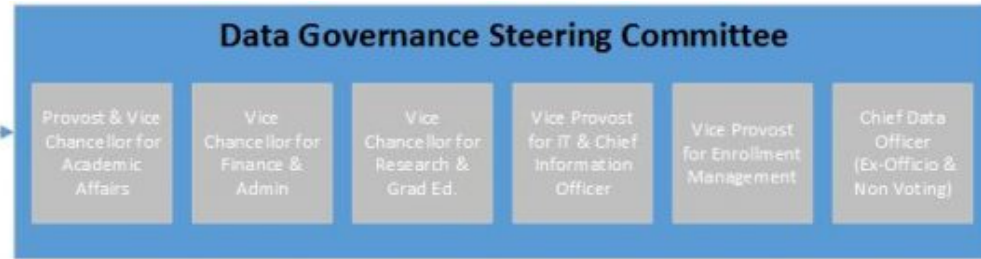 Data Governance Steering Committee
Provost & Vice
Chancellor for
Academic
Affairs
Vice
Chancellor for
Finance &
Admin
Vice
Chancellor for
Research &
Grad Ed.
Vice Provost
for IT & Chief
Information
Officer
Vice Provost
for Enrollment
Management
Chief Data
Officer
(Ex-Officio &
Non Voting)